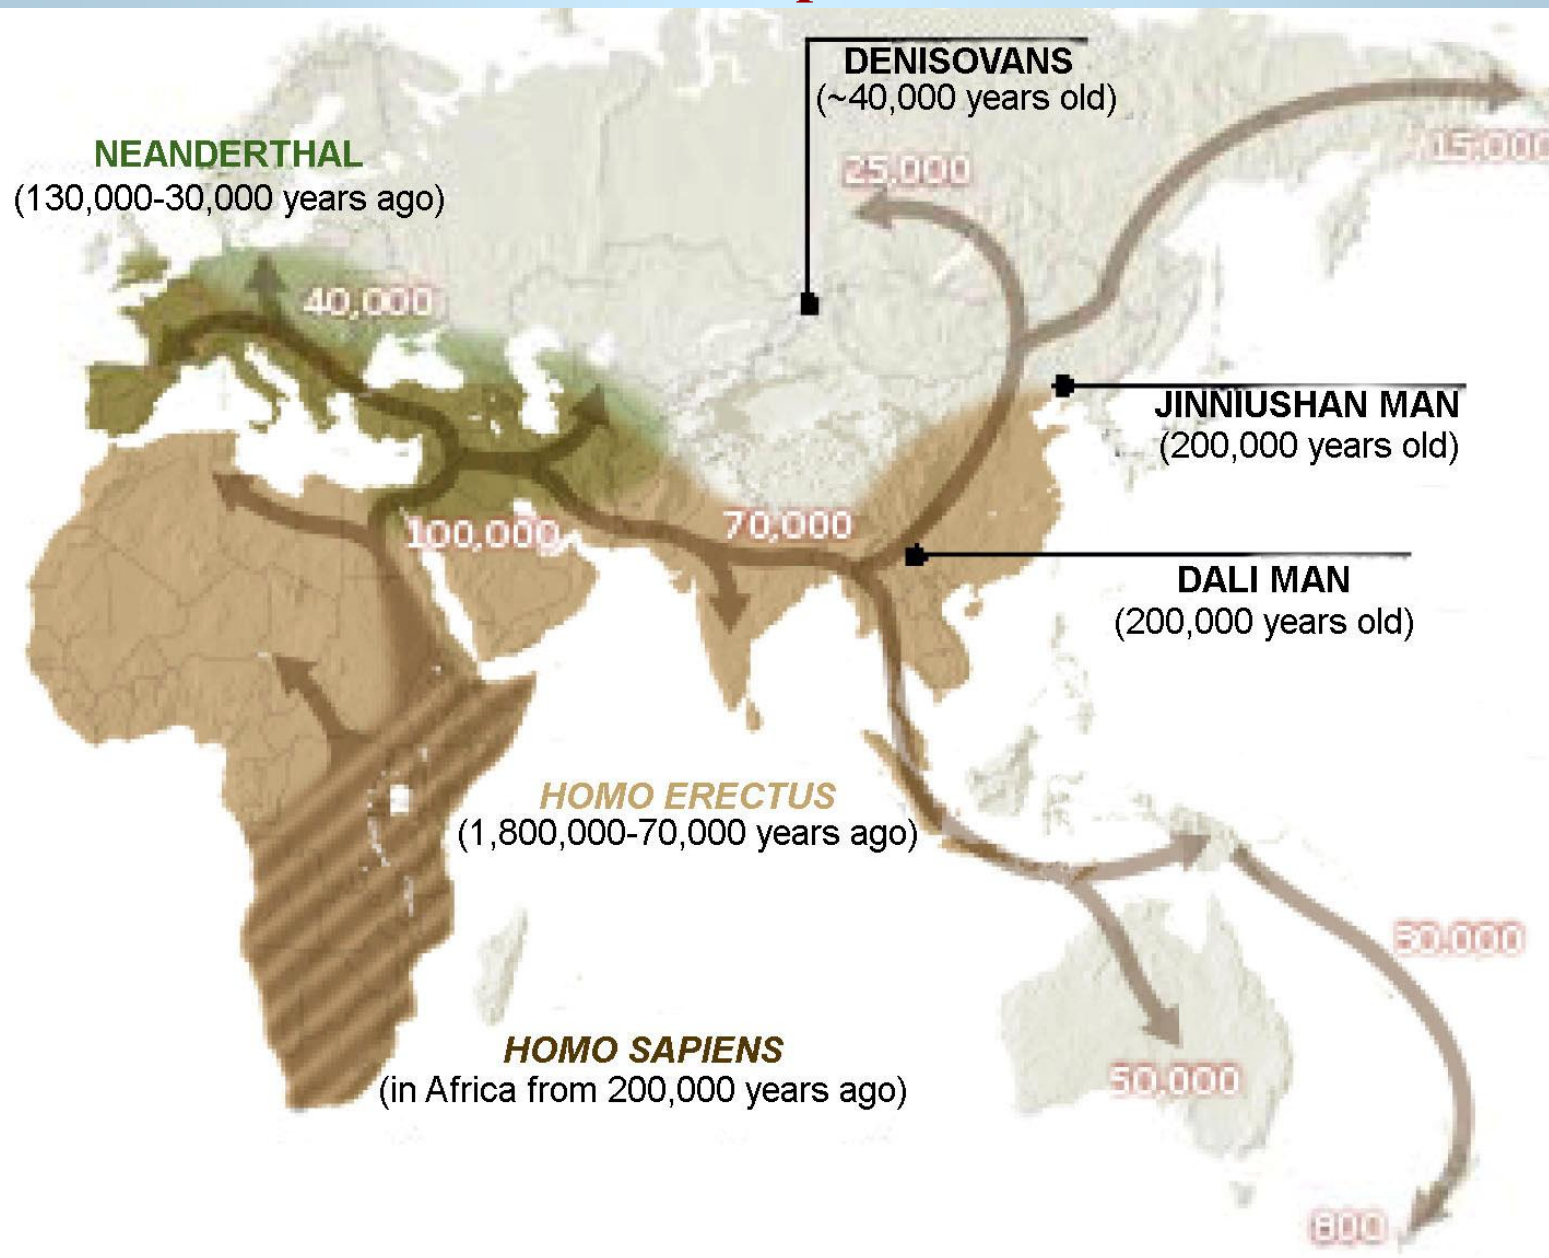 DENISOVANS
(~40,000 years old)
NEANDERTHAL
(130,000-30,000 years ago)
15,000
25,000
40,000
JINNIUSHAN MAN
(200,000 years old)
100,000
70,000
DALI MAN
(200,000 years old)
HOMO ERECTUS
(1,800,000-70,000 years ago)
HOMO SAPIENS
(in Africa from 200,000 years ago)
50,000
800